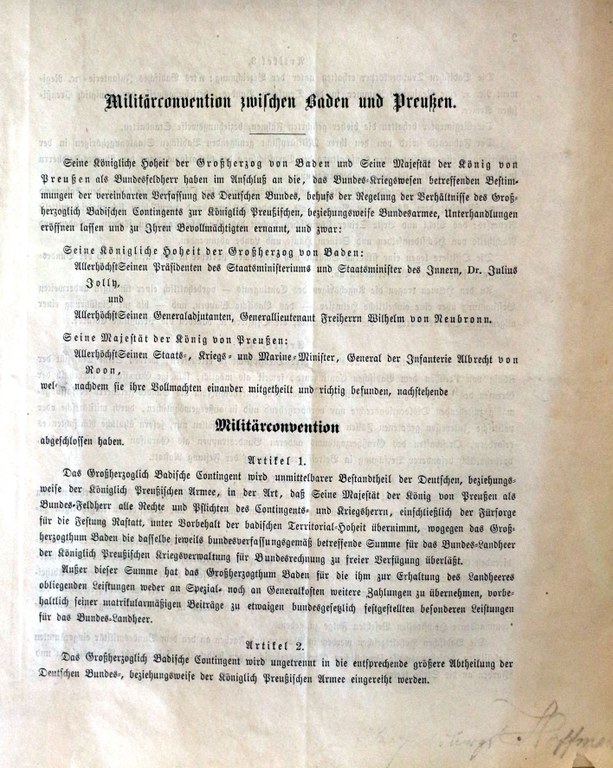 Militärconvention zwischen Baden und Preußen.
Seine Königliche Hoheit der Großherzog von Baden und Seine Majestät der König von
Preußen als Bundesfeldherr haben im Anschluß an die, das Bundes-Kriegswesen betreffenden Bestim-
mungen der vereinbarten Verfassung des Deutschen Bundes, behufs der Regelung der Verhältnisse des Groß-
herzoglich Badischen Contingents zur Königlich Preußischen, beziehungsweise Bundesarmee, Unterhandlungen
eröffnen lassen und zu Ihren Bevollmächtigten ernannt, und zwar:
Seine Königliche Hoheit der Großherzog von Baden:
AllerhöchstSeinen Präsidenten des Staatsministeriums und Staatsminister des Innern, Dr. Julius
Jolly,
und
AllerhöchstSeinen Generaladjutanten, Generallieutenant Freiherrn Wilhelm von Neubronn.
Seine Majestät der König von Preußen:
AllerhöchstSeinen Staats-, Kriegs- und Marine-Minister, General der Infanterie Albrecht von
Roon,
nachdem sie ihre Vollmachten einander mitgetheilt und richtig befunden, nachstehende
Militärconvention
abgeschlossen haben.
Artikel 1.
Das Großherzoglich Badische Contingent wird unmittelbarer Bestandtheil der Deutschen, beziehungs-
weise der Königlich Preußischen Armee, in der Art, daß Seine Majestät der König von Preußen als
Bundes-Feldherr alle Rechte und Pflichten des Contingents- und Kriegsherrn, einschließlich der Fürsorge
für die Festung Rastatt, unter Vorbehalt der badischen Territorial-Hoheit übernimmt, wogegen das Groß-
herzogthum Baden die dasselbe jeweils bundesverfassungsgemäß betreffende Summe für das Bundes-Landheer
der Königlich Preußischen Kriegsverwaltung für Bundesrechnung zu freier Verfügung überläßt.
Außer dieser Summe hat das Großherzogthum Baden für die ihm zur Erhaltung des Landheeres
obliegenden Leistungen weder an Spezial- noch an Generalkosten weitere Zahlungen zu übernehmen, vorbe-
haltlich seiner matrikularmäßigen Beiträge zu etwaigen bundesgesetzlich festgestellten besonderen Leistungen
für das Bundes-Landheer.
Artikel 2.
Das Großherzoglich Badische Contingent wird ungetrennt in die entsprechende größere Abtheilung der
Deutschen Bundes-, beziehungsweise der Königlich Preußischen Armee eingereiht werden.